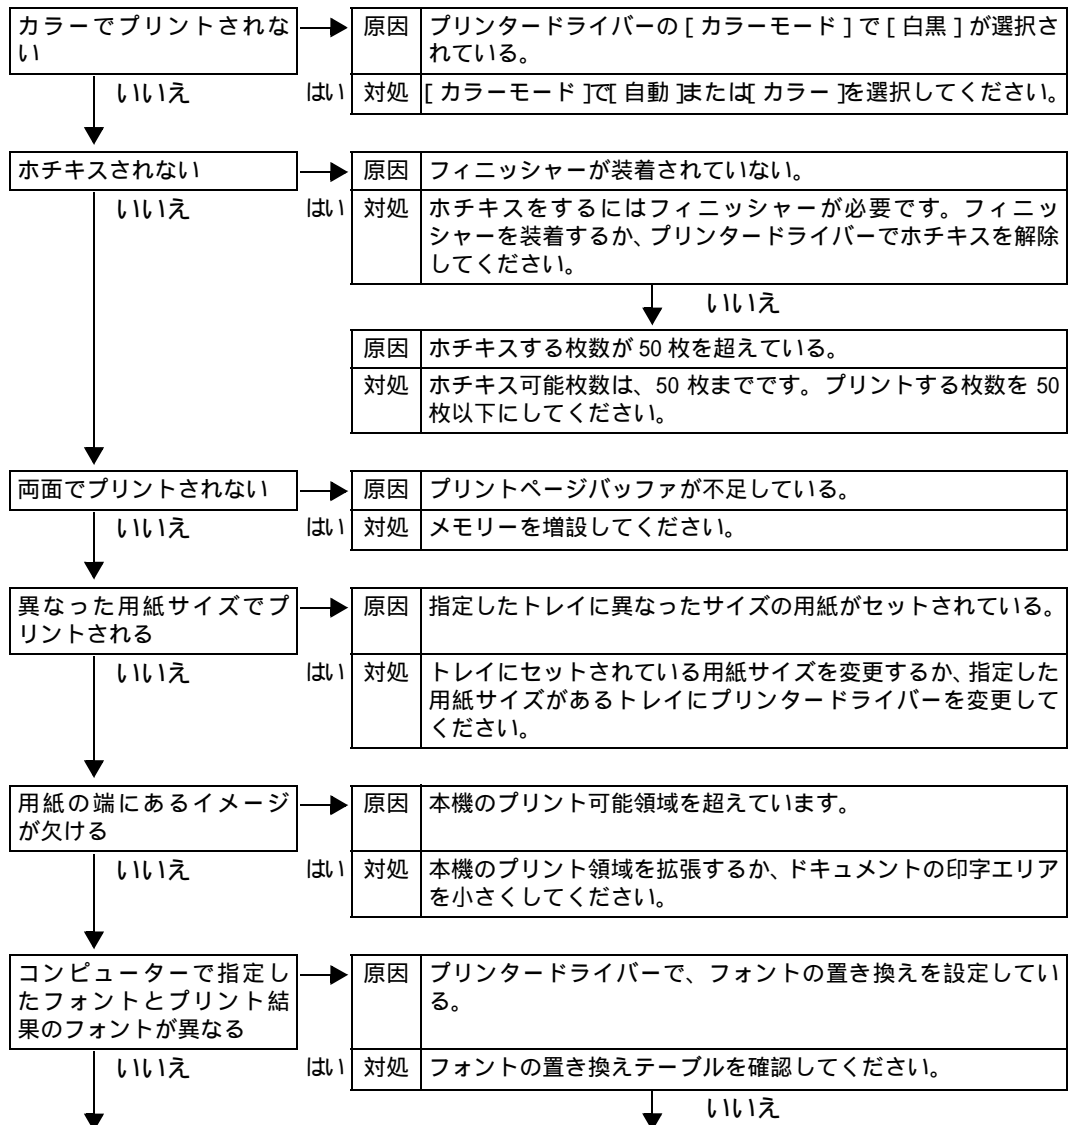 カラーでプリントされな
い
原因 プリンタードライバーの [ カラーモード ] で [ 白黒 ] が選択さ
れている。
いいえ
はい 対処 [ カラーモード ]で[ 自動 ]または[ カラー ]を選択してください。
ホチキスされない
原因 フィニッシャーが装着されていない。
いいえ
はい 対処 ホチキスをするにはフィニッシャーが必要です。フィニッ
シャーを装着するか、プリンタードライバーでホチキスを解除
してください。
いいえ
原因 ホチキスする枚数が 50 枚を超えている。
対処 ホチキス可能枚数は、50 枚までです。プリントする枚数を 50
枚以下にしてください。
両面でプリントされない
原因 プリントページバッファが不足している。
いいえ
はい 対処 メモリーを増設してください。
異なった用紙サイズでプ
リントされる
原因 指定したトレイに異なったサイズの用紙がセットされている。
いいえ
はい 対処 トレイにセットされている用紙サイズを変更するか、指定した
用紙サイズがあるトレイにプリンタードライバーを変更して
ください。
用紙の端にあるイメージ
が欠ける
原因 本機のプリント可能領域を超えています。
いいえ
はい 対処 本機のプリント領域を拡張するか、ドキュメントの印字エリア
を小さくしてください。
コンピューターで指定し
たフォントとプリント結
果のフォントが異なる
原因 プリンタードライバーで、フォントの置き換えを設定してい
る。
いいえ
はい 対処 フォントの置き換えテーブルを確認してください。
いいえ